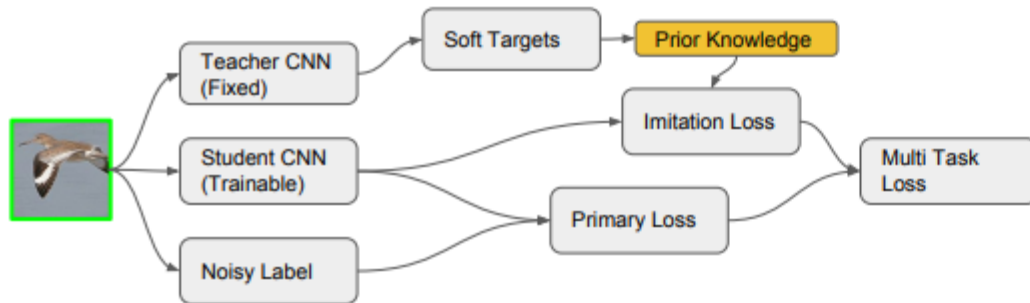 Soft Targets
Prior Knowledge
Teacher CNN
(Fixed)
Imitation Loss
Student CNN
(Trainable)
Multi Task
Loss
Primary Loss
Noisy Label